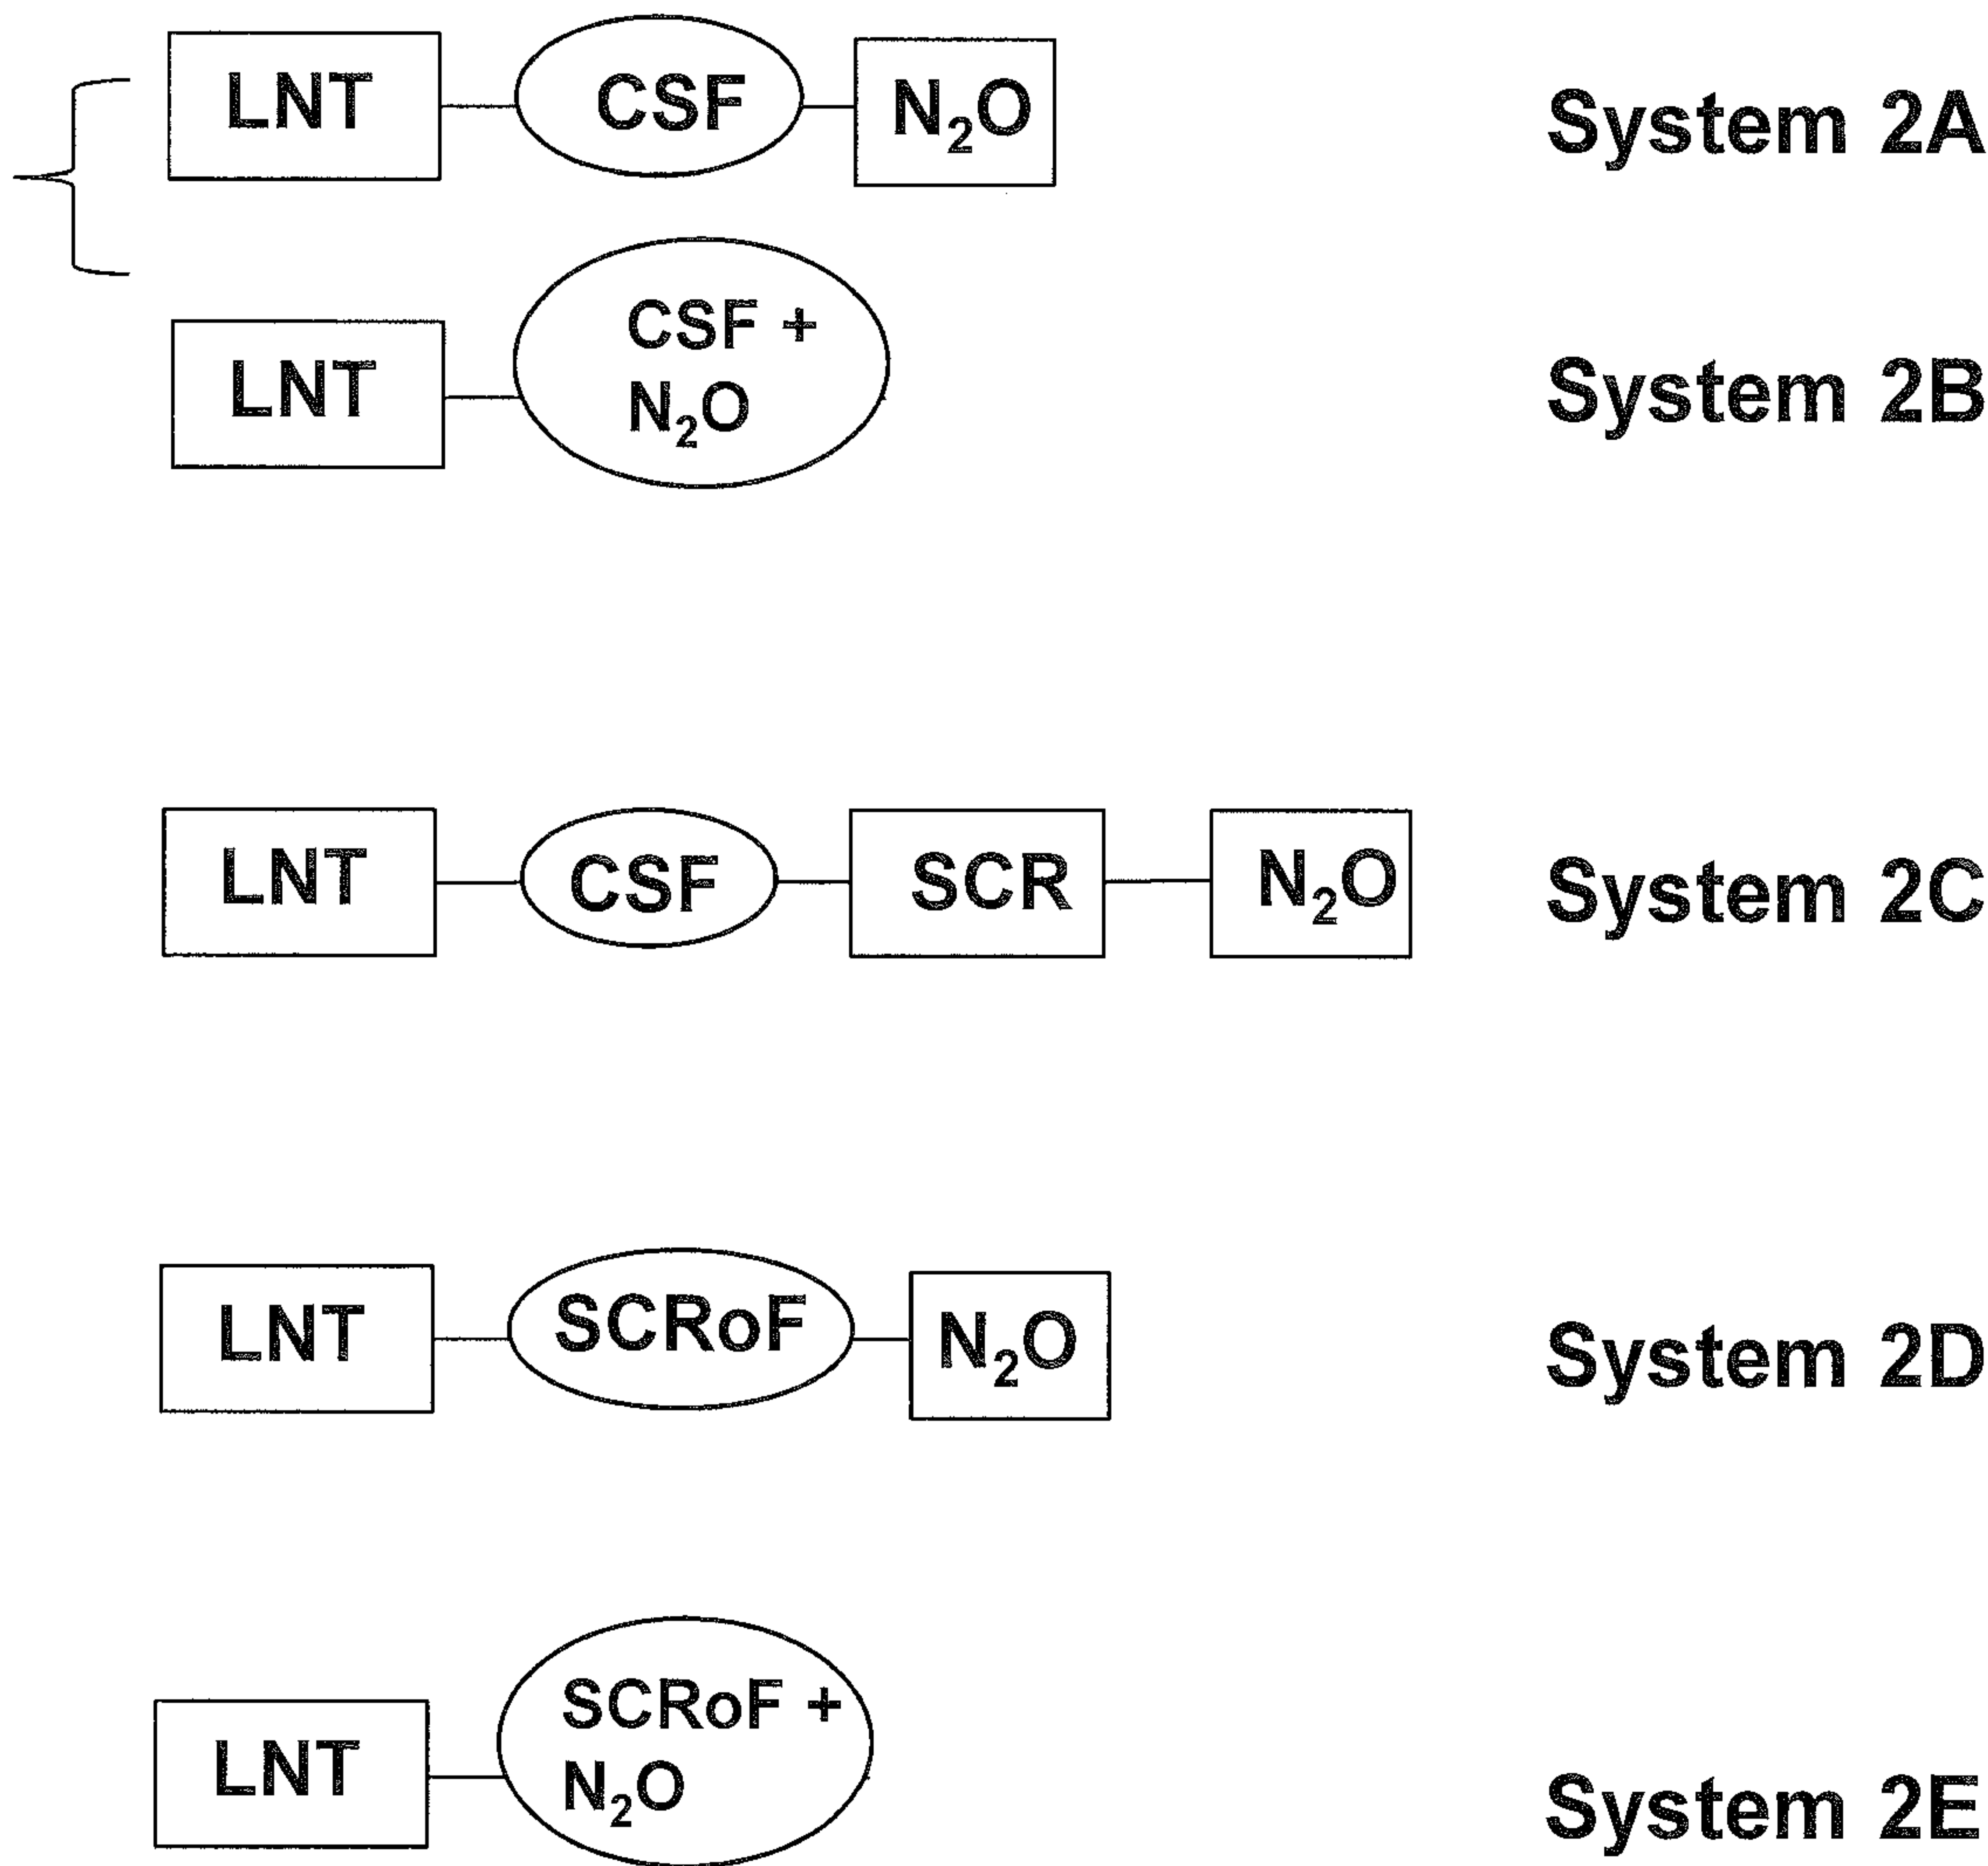 LNT CSF N₂O System 2A
LNT CSF + N₂O System 2B
LNT CSF SCR N₂O System 2C
LNT SCRoF N₂O System 2D
LNT SCRoF + N₂O System 2E